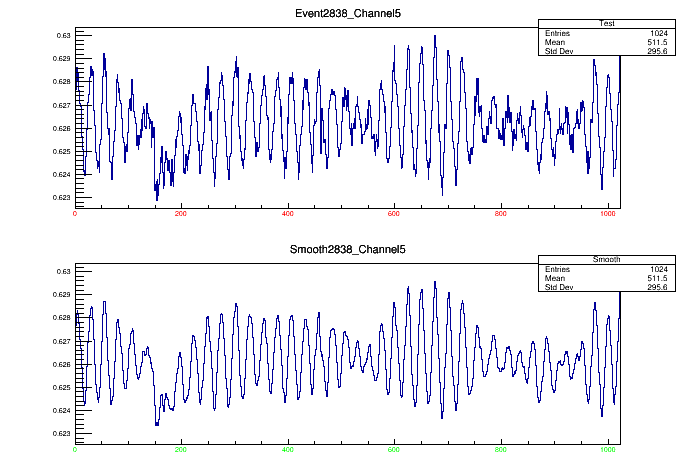 Event2838_Channel5
Test
Entries 1024
Mean 511.5
Std Dev 295.6
0.63
0.629
0.628
0.627
0.626
0.625
0.624
0.623
0 200 400 600 800 1000
Smooth2838_Channel5
Smooth
Entries 1024
Mean 511.5
Std Dev 295.6
0.63
0.629
0.628
0.627
0.626
0.625
0.624
0.623
0 200 400 600 800 1000